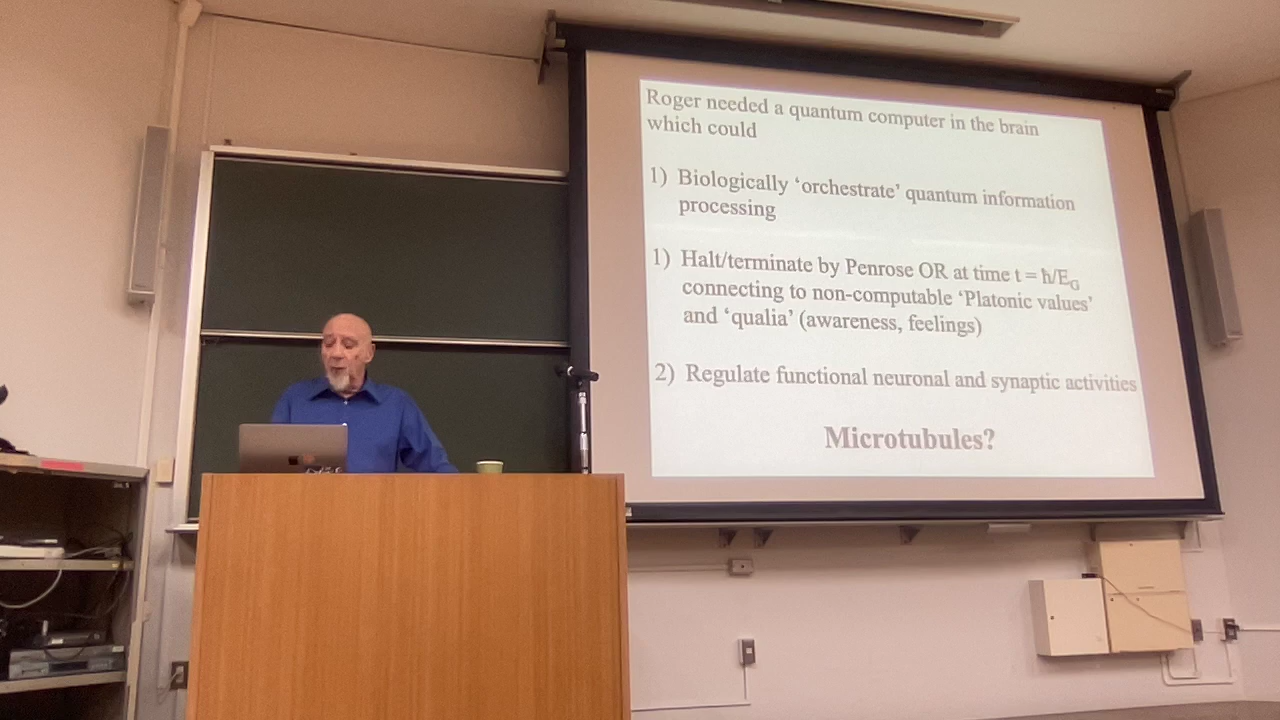 Roger needed a quantum computer in the brain
which could
1) Biologically ‘orchestrate’ quantum information
processing
1) Halt/terminate by Penrose OR at time t = ħ/EG
connecting to non-computable ‘Platonic values’
and ‘qualia’ (awareness, feelings)
2) Regulate functional neuronal and synaptic activities
Microtubules?